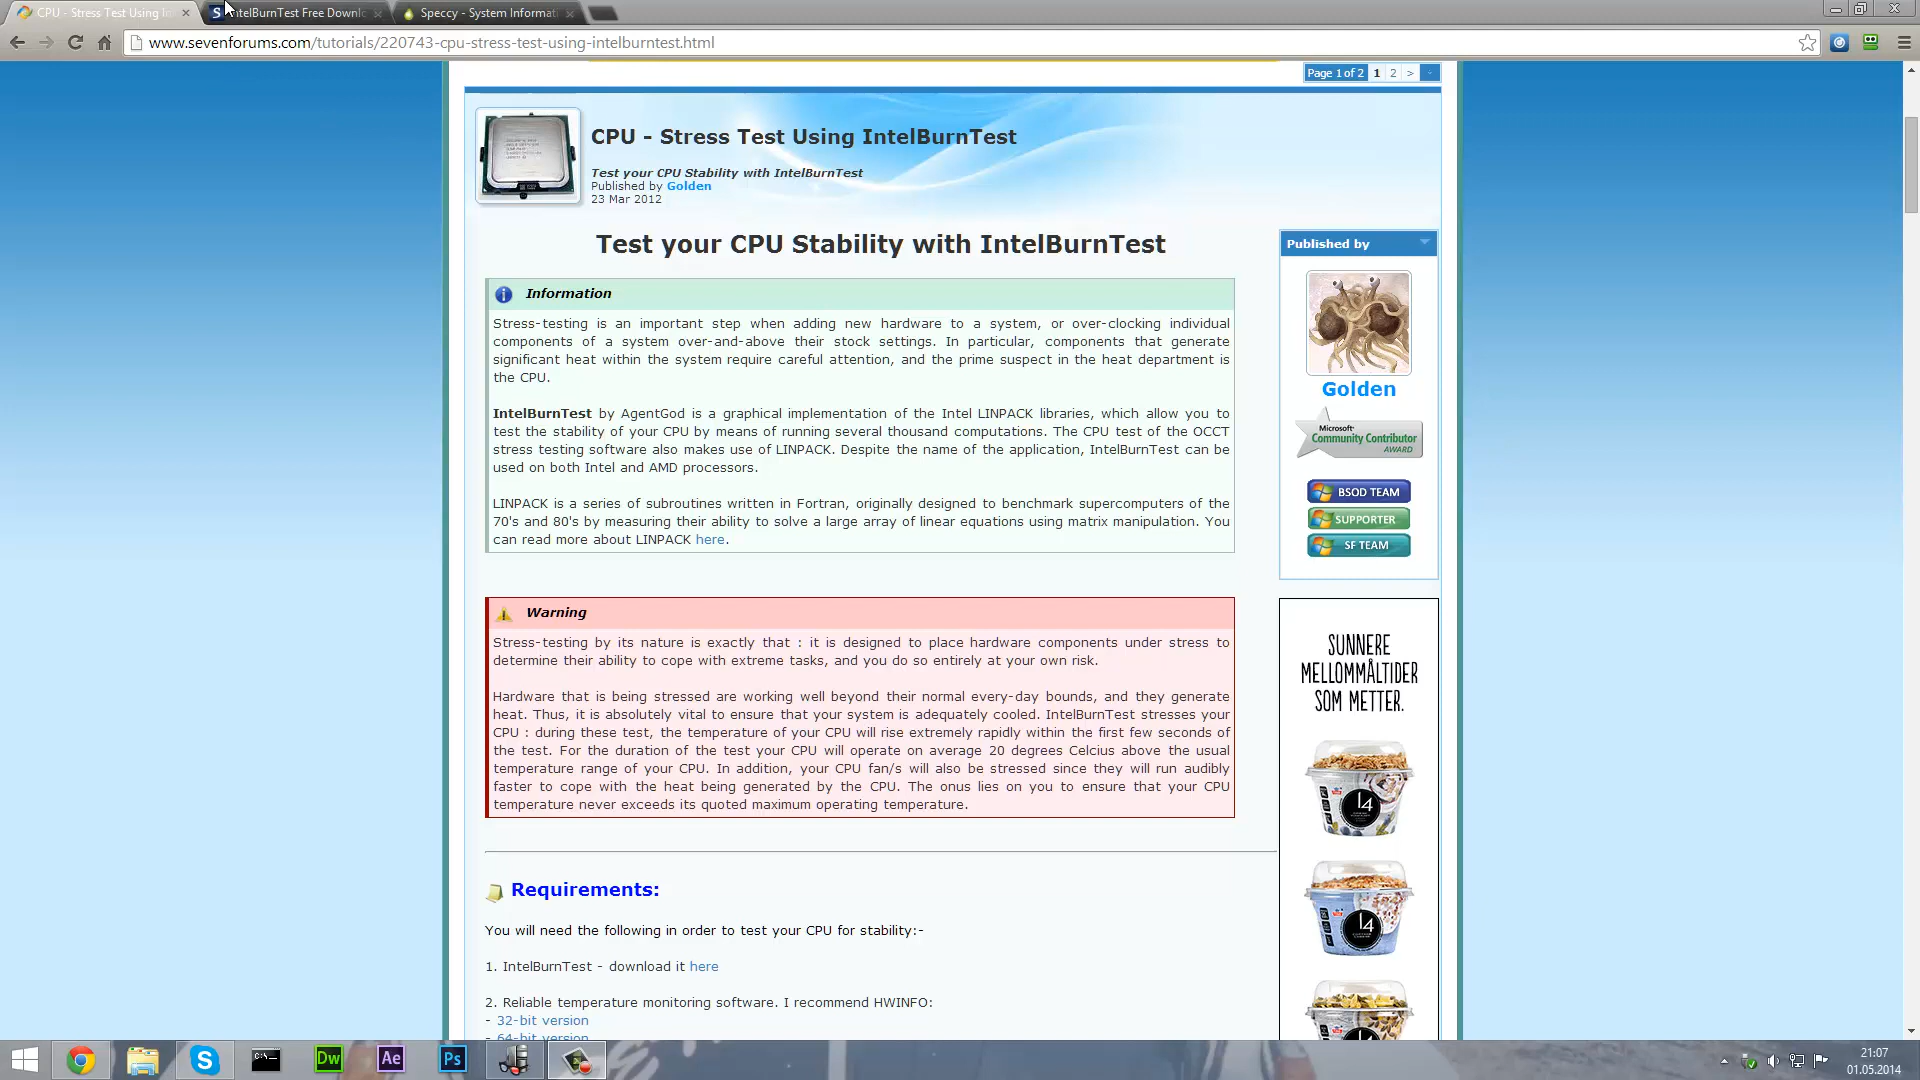 CPU - Stress Test Using In
ntelBurnTest Free Downl
Speccy - System Informati
www.sevenforums.com/tutorials/220743-cpu-stress-test-using-intelburntest.html
Page 1 of 2 1 2 >
CPU - Stress Test Using IntelBurnTest
Test your CPU Stability with IntelBurnTest
Published by Golden
23 Mar 2012
Test your CPU Stability with IntelBurnTest
Information
Stress-testing is an important step when adding new hardware to a system, or over-clocking individual
components of a system over-and-above their stock settings. In particular, components that generate
significant heat within the system require careful attention, and the prime suspect in the heat department is
the CPU.
IntelBurnTest by AgentGod is a graphical implementation of the Intel LINPACK libraries, which allow you to
test the stability of your CPU by means of running several thousand computations. The CPU test of the OCCT
stress testing software also makes use of LINPACK. Despite the name of the application, IntelBurnTest can be
used on both Intel and AMD processors.
LINPACK is a series of subroutines written in Fortran, originally designed to benchmark supercomputers of the
70's and 80's by measuring their ability to solve a large array of linear equations using matrix manipulation. You
can read more about LINPACK here.
Warning
Stress-testing by its nature is exactly that : it is designed to place hardware components under stress to
determine their ability to cope with extreme tasks, and you do so entirely at your own risk.
Hardware that is being stressed are working well beyond their normal every-day bounds, and they generate
heat. Thus, it is absolutely vital to ensure that your system is adequately cooled. IntelBurnTest stresses your
CPU : during these test, the temperature of your CPU will rise extremely rapidly within the first few seconds of
the test. For the duration of the test your CPU will operate on average 20 degrees Celcius above the usual
temperature range of your CPU. In addition, your CPU fan/s will also be stressed since they will run audibly
faster to cope with the heat being generated by the CPU. The onus lies on you to ensure that your CPU
temperature never exceeds its quoted maximum operating temperature.
Requirements:
You will need the following in order to test your CPU for stability:-
1. IntelBurnTest - download it here
2. Reliable temperature monitoring software. I recommend HWINFO:
- 32-bit version
- 64-bit version
Published by
Golden
Microsoft
Community Contributor
AWARD
BSOD TEAM
SUPPORTER
SF TEAM
SUNNERE
MELLOMMÅLTIDER
SOM METTER.
14
14
Dw
Ae
Ps
21:07
01.05.2014